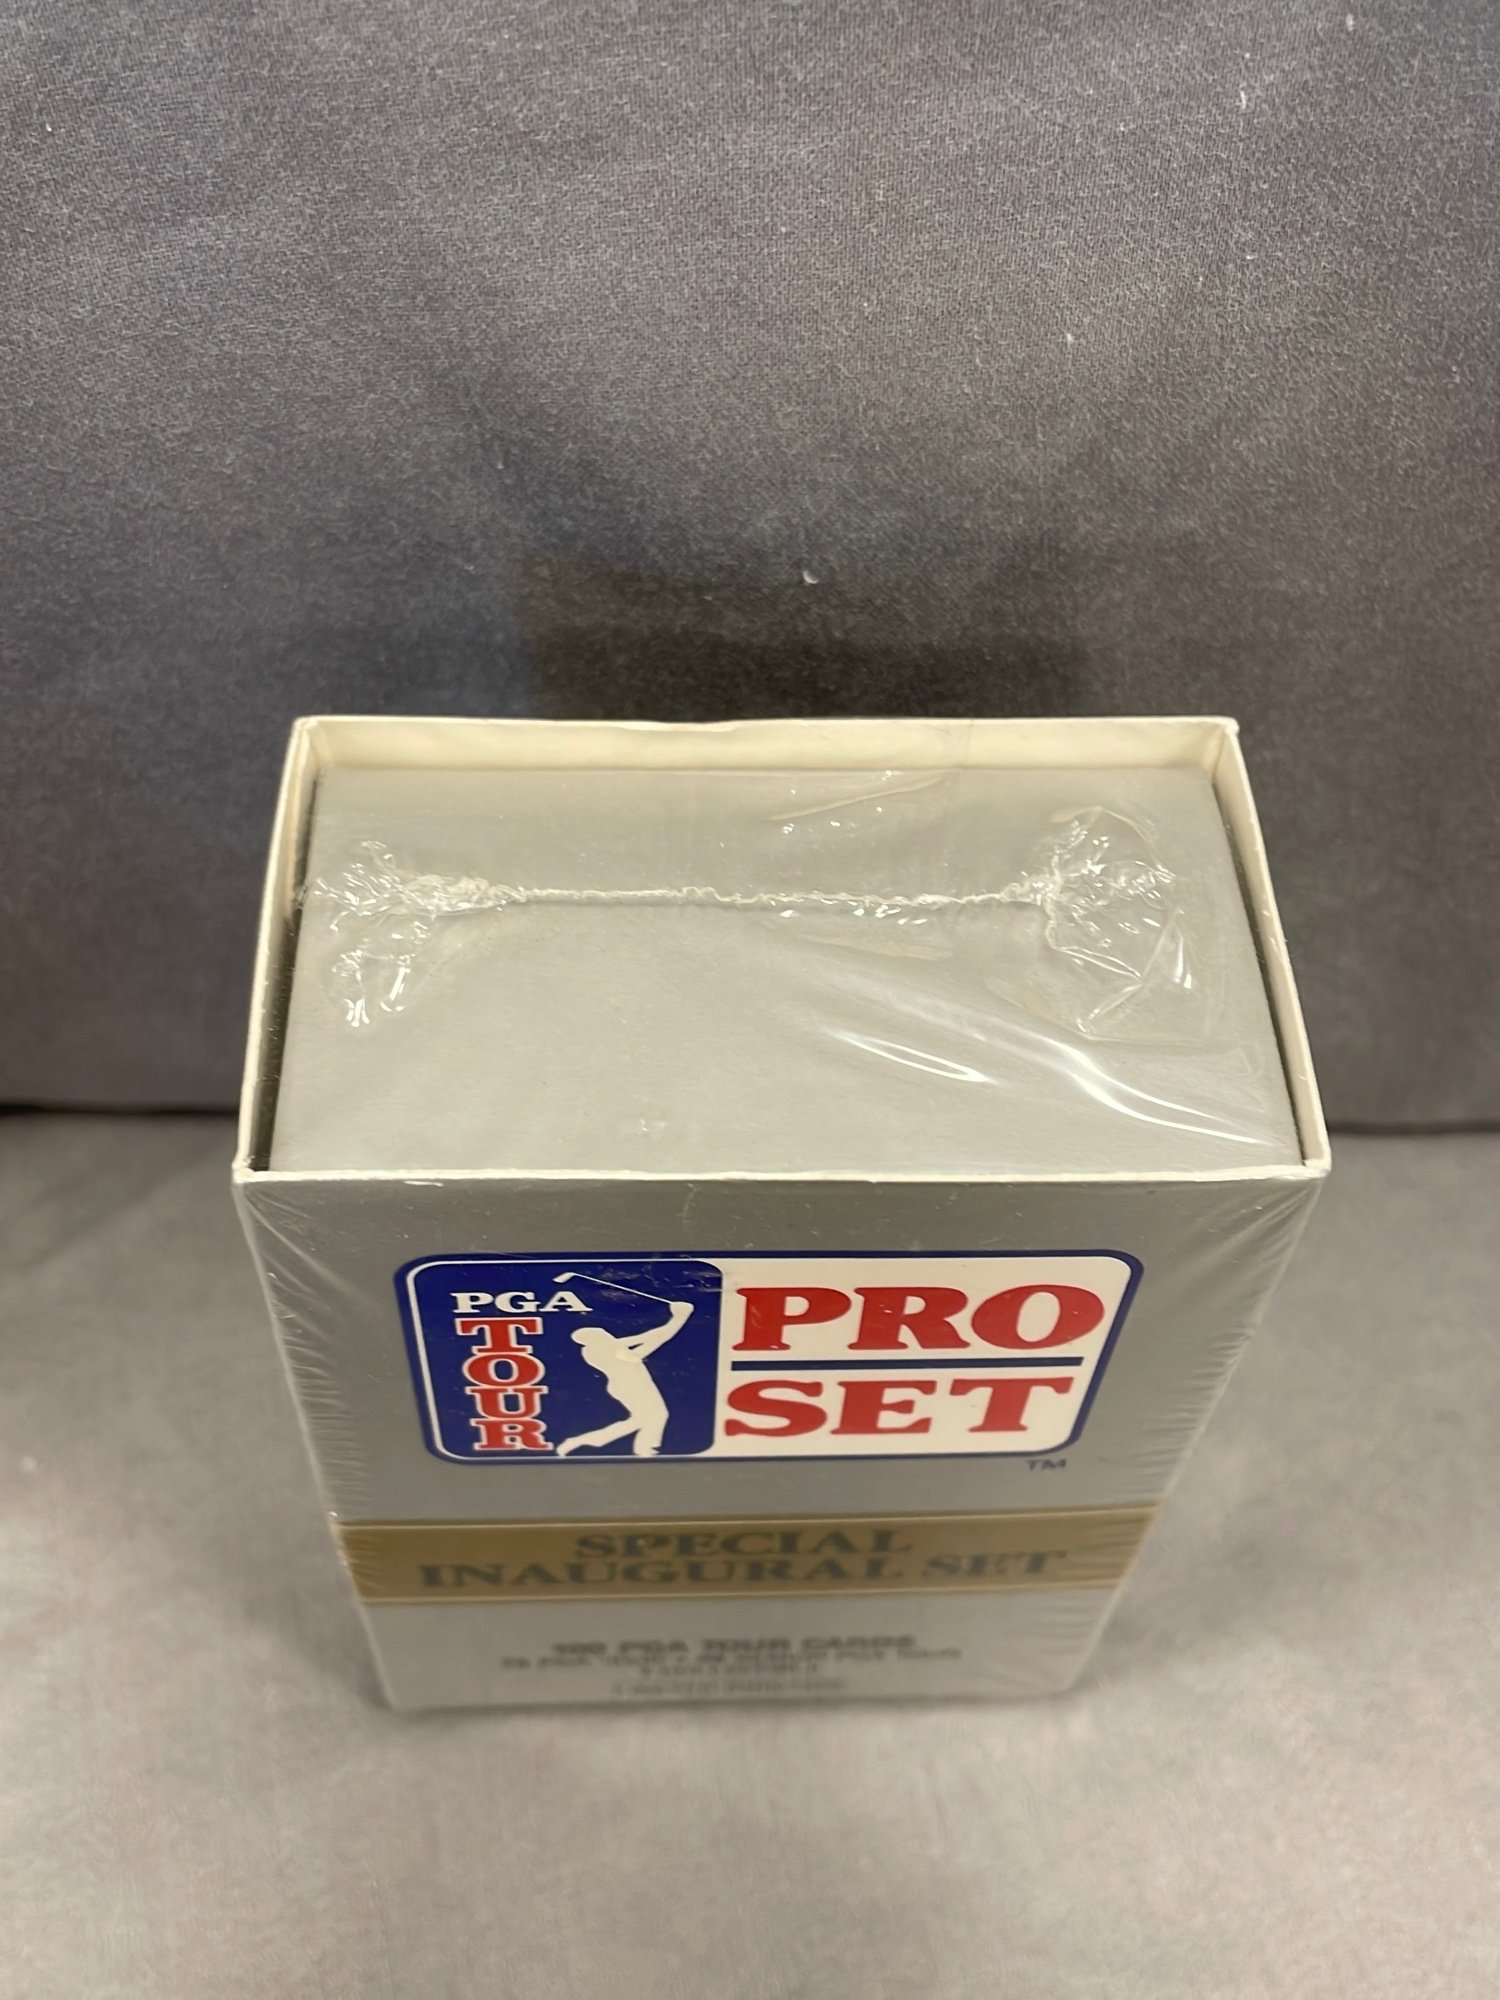 PGA
TOUR
PRO
SET
TM
SPECIAL
INAUGURAL SET
100 PGA TOUR CARDS